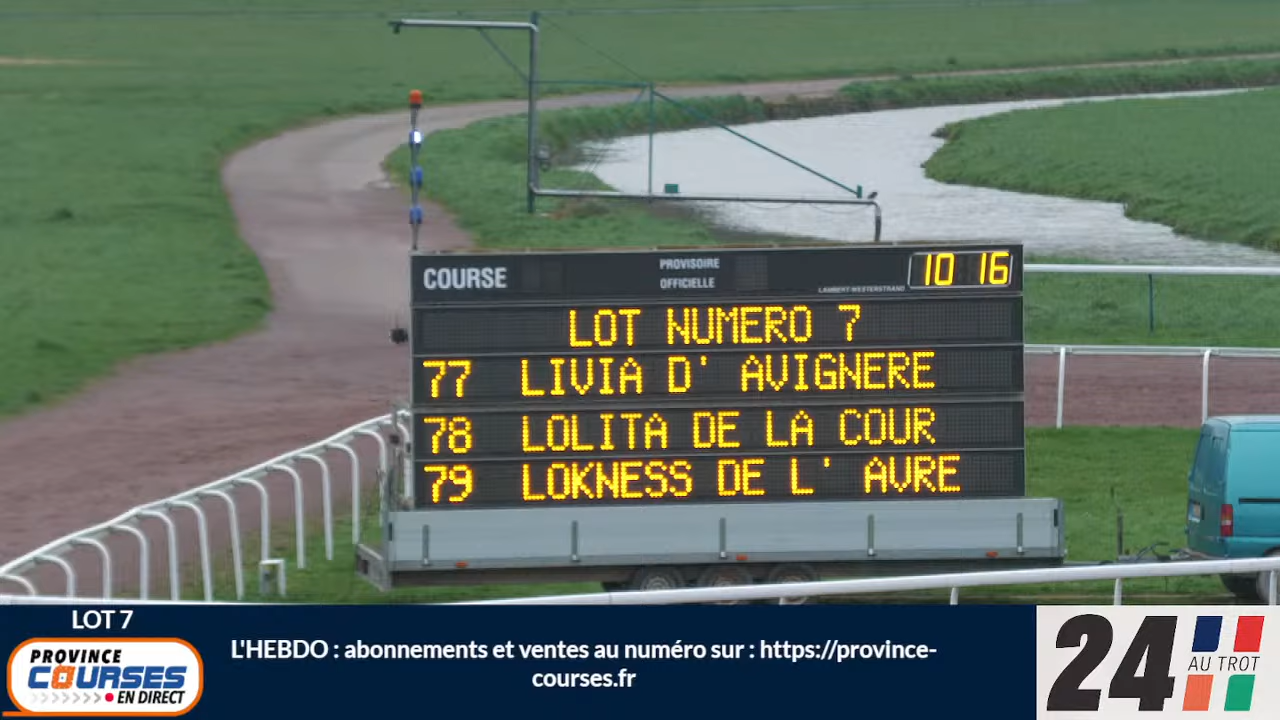 COURSE
PROVISOIRE
OFFICIELLE
LAMBERT-WESTERSTRAND
10 16
LOT NUMERO 7
77 LIVIA D' AVIGNERE
78 LOLITA DE LA COUR
79 LOKNESS DE L' AVRE
LOT 7
PROVINCE
COURSES
EN DIRECT
L'HEBDO : abonnements et ventes au numéro sur : https://province-
courses.fr
24
AU TROT